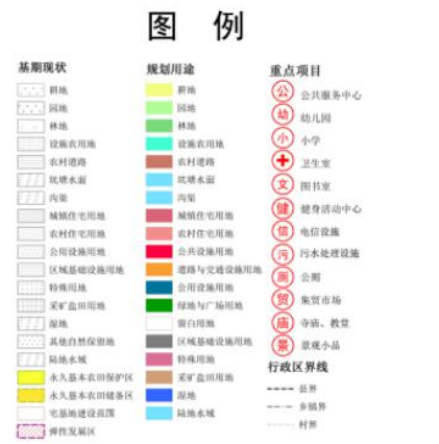 图 例
基期现状
耕地
园地
林地
设施农用地
农村道路
坑塘水面
沟渠
城镇住宅用地
农村住宅用地
公用设施用地
区域基础设施用地
特殊用地
采矿盐田用地
湿地
其他自然保留地
陆地水域
永久基本农田保护区
永久基本农田储备区
宅基地建设范围
弹性发展区
规划用途
耕地
园地
林地
设施农用地
农村道路
坑塘水面
沟渠
城镇住宅用地
农村住宅用地
公共设施用地
道路与交通设施用地
公用设施用地
绿地与广场用地
留白用地
区域基础设施用地
特殊用地
采矿盐田用地
湿地
陆地水域
重点项目
公 公共服务中心
幼 幼儿园
小 小学
卫生室
文 图书室
健 健身活动中心
信 电信设施
污 污水处理设施
厕 公厕
贸 集贸市场
庙 寺庙、教堂
景 景观小品
行政区界线
县界
乡镇界
村界